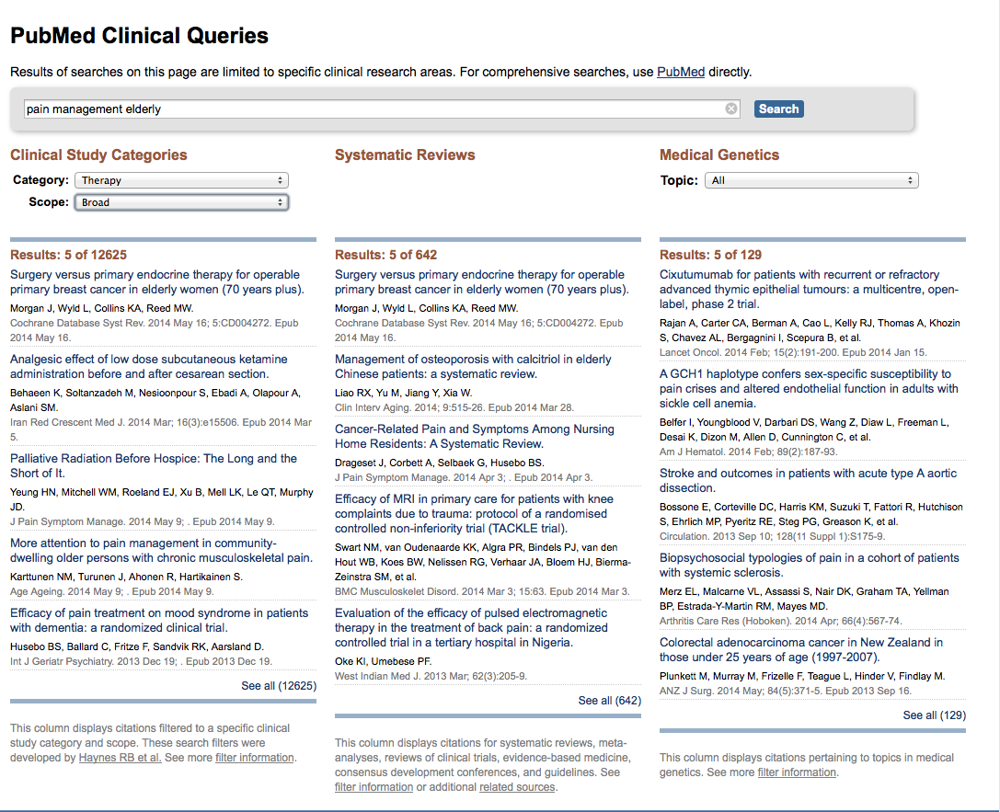 PubMed Clinical Queries
Results of searches on this page are limited to specific clinical research areas. For comprehensive searches, use PubMed directly.
pain management elderly
Search
Clinical Study Categories
Category: Therapy
Scope: Broad
Results: 5 of 12625
Surgery versus primary endocrine therapy for operable
primary breast cancer in elderly women (70 years plus).
Morgan J, Wyld L, Collins KA, Reed MW.
Cochrane Database Syst Rev. 2014 May 16; 5:CD004272. Epub
2014 May 16.
Analgesic effect of low dose subcutaneous ketamine
administration before and after cesarean section.
Behaeen K, Soltanzadeh M, Nesioonpour S, Ebadi A, Olapour A,
Aslani SM.
Iran Red Crescent Med J. 2014 Mar; 16(3):e15506. Epub 2014 Mar
5.
Palliative Radiation Before Hospice: The Long and the
Short of It.
Yeung HN, Mitchell WM, Roeland EJ, Xu B, Mell LK, Le QT, Murphy
JD.
J Pain Symptom Manage. 2014 May 9; . Epub 2014 May 9.
More attention to pain management in community-
dwelling older persons with chronic musculoskeletal pain.
Karttunen NM, Turunen J, Ahonen R, Hartikainen S.
Age Ageing. 2014 May 9; . Epub 2014 May 9.
Efficacy of pain treatment on mood syndrome in patients
with dementia: a randomized clinical trial.
Husebo BS, Ballard C, Fritze F, Sandvik RK, Aarsland D.
Int J Geriatr Psychiatry. 2013 Dec 19; . Epub 2013 Dec 19.
See all (12625)
This column displays citations filtered to a specific clinical
study category and scope. These search filters were
developed by Haynes RB et al. See more filter information.
Systematic Reviews
Results: 5 of 642
Surgery versus primary endocrine therapy for operable
primary breast cancer in elderly women (70 years plus).
Morgan J, Wyld L, Collins KA, Reed MW.
Cochrane Database Syst Rev. 2014 May 16; 5:CD004272. Epub
2014 May 16.
Management of osteoporosis with calcitriol in elderly
Chinese patients: a systematic review.
Liao RX, Yu M, Jiang Y, Xia W.
Clin Interv Aging. 2014; 9:515-26. Epub 2014 Mar 28.
Cancer-Related Pain and Symptoms Among Nursing
Home Residents: A Systematic Review.
Drageset J, Corbett A, Selbaek G, Husebo BS.
J Pain Symptom Manage. 2014 Apr 3; . Epub 2014 Apr 3.
Efficacy of MRI in primary care for patients with knee
complaints due to trauma: protocol of a randomised
controlled non-inferiority trial (TACKLE trial).
Swart NM, van Oudenaarde KK, Algra PR, Bindels PJ, van den
Hout WB, Koes BW, Nelissen RG, Verhaar JA, Bloem HJ, Bierma-
Zeinstra SM, et al.
BMC Musculoskelet Disord. 2014 Mar 3; 15:63. Epub 2014 Mar 3.
Evaluation of the efficacy of pulsed electromagnetic
therapy in the treatment of back pain: a randomized
controlled trial in a tertiary hospital in Nigeria.
Oke KI, Umebese PF.
West Indian Med J. 2013 Mar; 62(3):205-9.
See all (642)
This column displays citations for systematic reviews, meta-
analyses, reviews of clinical trials, evidence-based medicine,
consensus development conferences, and guidelines. See
filter information or additional related sources.
Medical Genetics
Topic: All
Results: 5 of 129
Cixutumumab for patients with recurrent or refractory
advanced thymic epithelial tumours: a multicentre, open-
label, phase 2 trial.
Rajan A, Carter CA, Berman A, Cao L, Kelly RJ, Thomas A, Khozin
S, Chavez AL, Bergagnini I, Scepura B, et al.
Lancet Oncol. 2014 Feb; 15(2):191-200. Epub 2014 Jan 15.
A GCH1 haplotype confers sex-specific susceptibility to
pain crises and altered endothelial function in adults with
sickle cell anemia.
Belfer I, Youngblood V, Darbari DS, Wang Z, Diaw L, Freeman L,
Desai K, Dizon M, Allen D, Cunnington C, et al.
Am J Hematol. 2014 Feb; 89(2):187-93.
Stroke and outcomes in patients with acute type A aortic
dissection.
Bossone E, Corteville DC, Harris KM, Suzuki T, Fattori R, Hutchison
S, Ehrlich MP, Pyeritz RE, Steg PG, Greason K, et al.
Circulation. 2013 Sep 10; 128(11 Suppl 1):S175-9.
Biopsychosocial typologies of pain in a cohort of patients
with systemic sclerosis.
Merz EL, Malcarne VL, Assassi S, Nair DK, Graham TA, Yellman
BP, Estrada-Y-Martin RM, Mayes MD.
Arthritis Care Res (Hoboken). 2014 Apr; 66(4):567-74.
Colorectal adenocarcinoma cancer in New Zealand in
those under 25 years of age (1997-2007).
Plunkett M, Murray M, Frizelle F, Teague L, Hinder V, Findlay M.
ANZ J Surg. 2014 May; 84(5):371-5. Epub 2013 Sep 16.
See all (129)
This column displays citations pertaining to topics in medical
genetics. See more filter information.